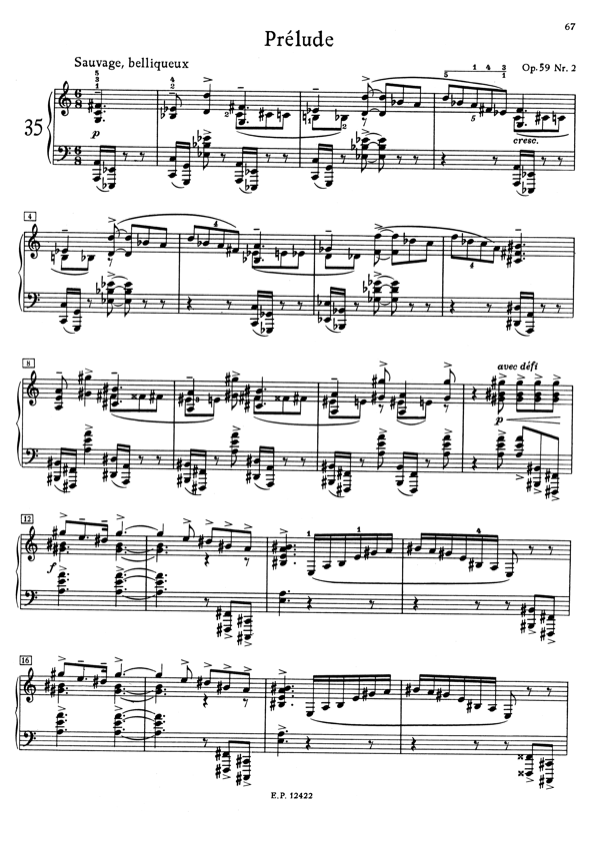 67
Prélude
Sauvage, belliqueux
Op. 59 Nr. 2
35
p
cresc.
4
8
avec défi
p
12
f
16
E.P. 12422